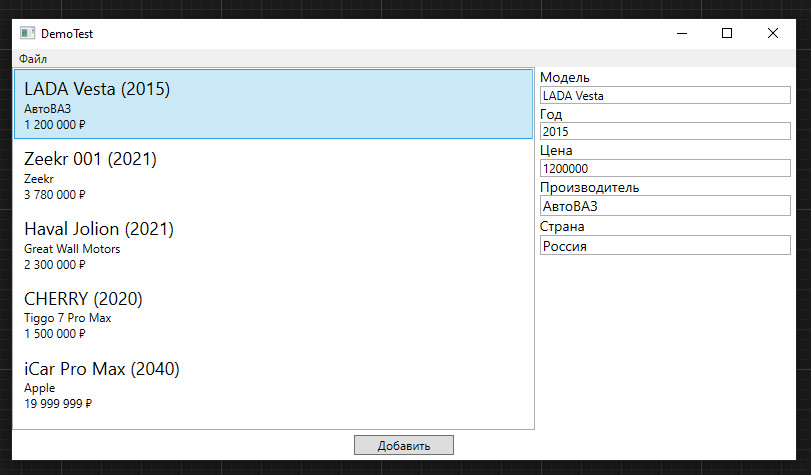 DemoTest
Файл
LADA Vesta (2015)
АвтоВАЗ
1 200 000 ₽
Zeekr 001 (2021)
Zeekr
3 780 000 ₽
Haval Jolion (2021)
Great Wall Motors
2 300 000 ₽
CHERRY (2020)
Tiggo 7 Pro Max
1 500 000 ₽
iCar Pro Max (2040)
Apple
19 999 999 ₽
Модель
LADA Vesta
Год
2015
Цена
1200000
Производитель
АвтоВАЗ
Страна
Россия
Добавить